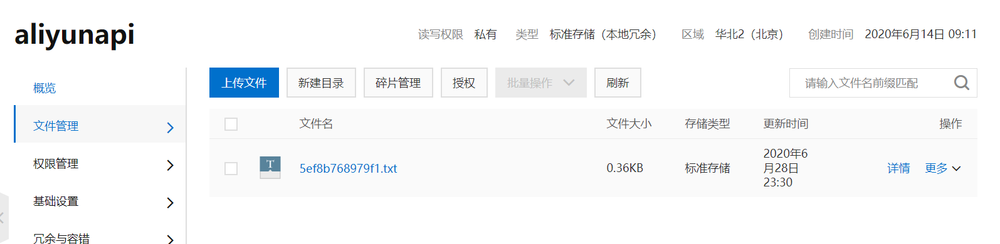 aliyunapi
读写权限 私有 类型 标准存储（本地冗余） 区域 华北2（北京） 创建时间 2020年6月14日 09:11
概览
文件管理
权限管理
基础设置
冗余与容错
上传文件 新建目录 碎片管理 授权 批量操作 刷新 请输入文件名前缀匹配
文件名 文件大小 存储类型 更新时间 操作
T 5ef8b768979f1.txt 0.36KB 标准存储 2020年6月28日 23:30 详情 更多